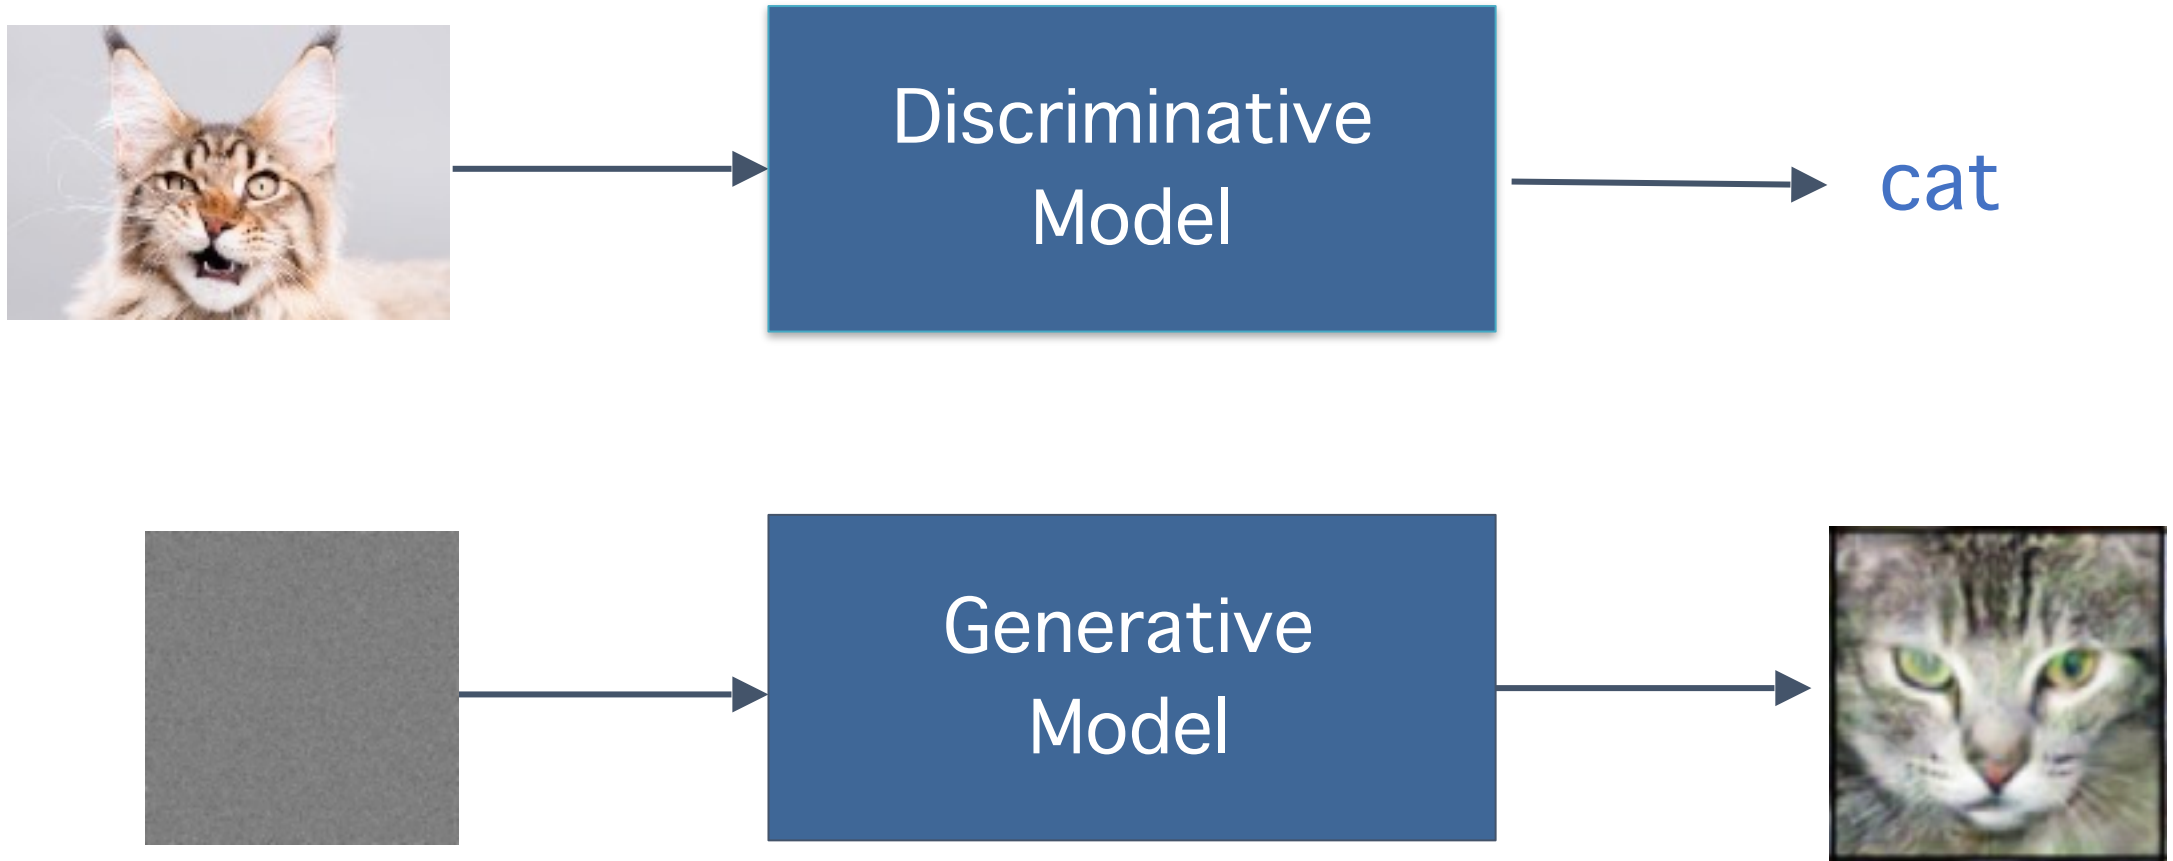 Discriminative
Model
cat
Generative
Model